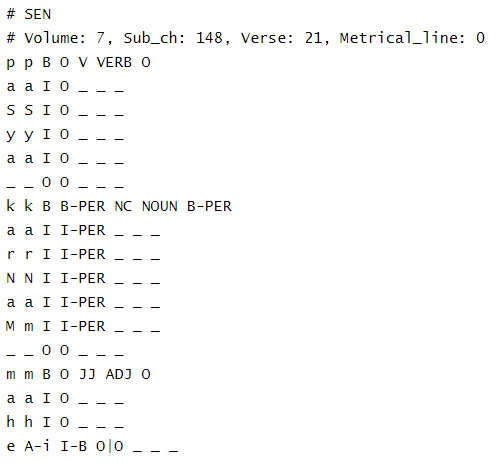 # SEN
# Volume: 7, Sub_ch: 148, Verse: 21, Metrical_line: 0
p p B O V VERB O
a a I O _ _ _
S S I O _ _ _
y y I O _ _ _
a a I O _ _ _
_ _ O O _ _ _
k k B B-PER NC NOUN B-PER
a a I I-PER _ _ _
r r I I-PER _ _ _
N N I I-PER _ _ _
a a I I-PER _ _ _
M m I I-PER _ _ _
_ _ O O _ _ _
m m B O JJ ADJ O
a a I O _ _ _
h h I O _ _ _
e A-i I-B O|O _ _ _